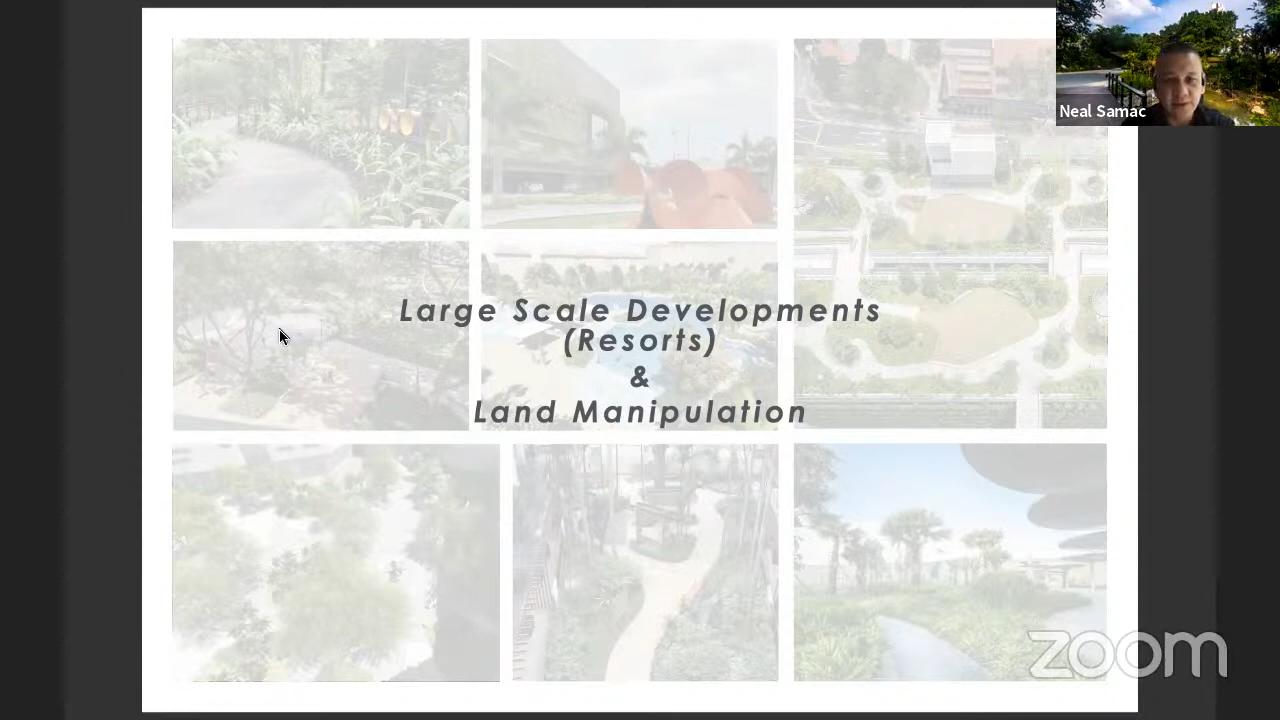 Neal Samac
Large Scale Developments
(Resorts)
&
Land Manipulation
zoom